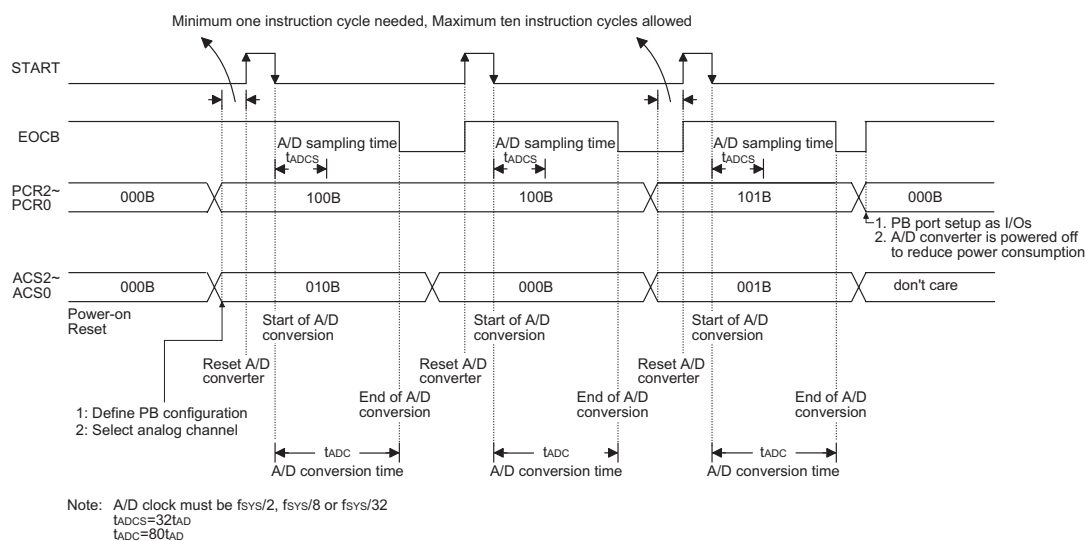 Minimum one instruction cycle needed, Maximum ten instruction cycles allowed
START
EOCB
A/D sampling time
tADCS
A/D sampling time
tADCS
A/D sampling time
tADCS
PCR2~
PCR0
000B
100B
100B
101B
000B
1. PB port setup as I/Os
2. A/D converter is powered off
to reduce power consumption
ACS2~
ACS0
000B
010B
000B
001B
don't care
Power-on
Reset
Start of A/D
conversion
Start of A/D
conversion
Start of A/D
conversion
Reset A/D
converter
Reset A/D
converter
Reset A/D
converter
End of A/D
conversion
End of A/D
conversion
End of A/D
conversion
1: Define PB configuration
2: Select analog channel
tADC
A/D conversion time
tADC
A/D conversion time
tADC
A/D conversion time
Note: A/D clock must be fSYS/2, fSYS/8 or fSYS/32
tADCS=32tAD
tADC=80tAD